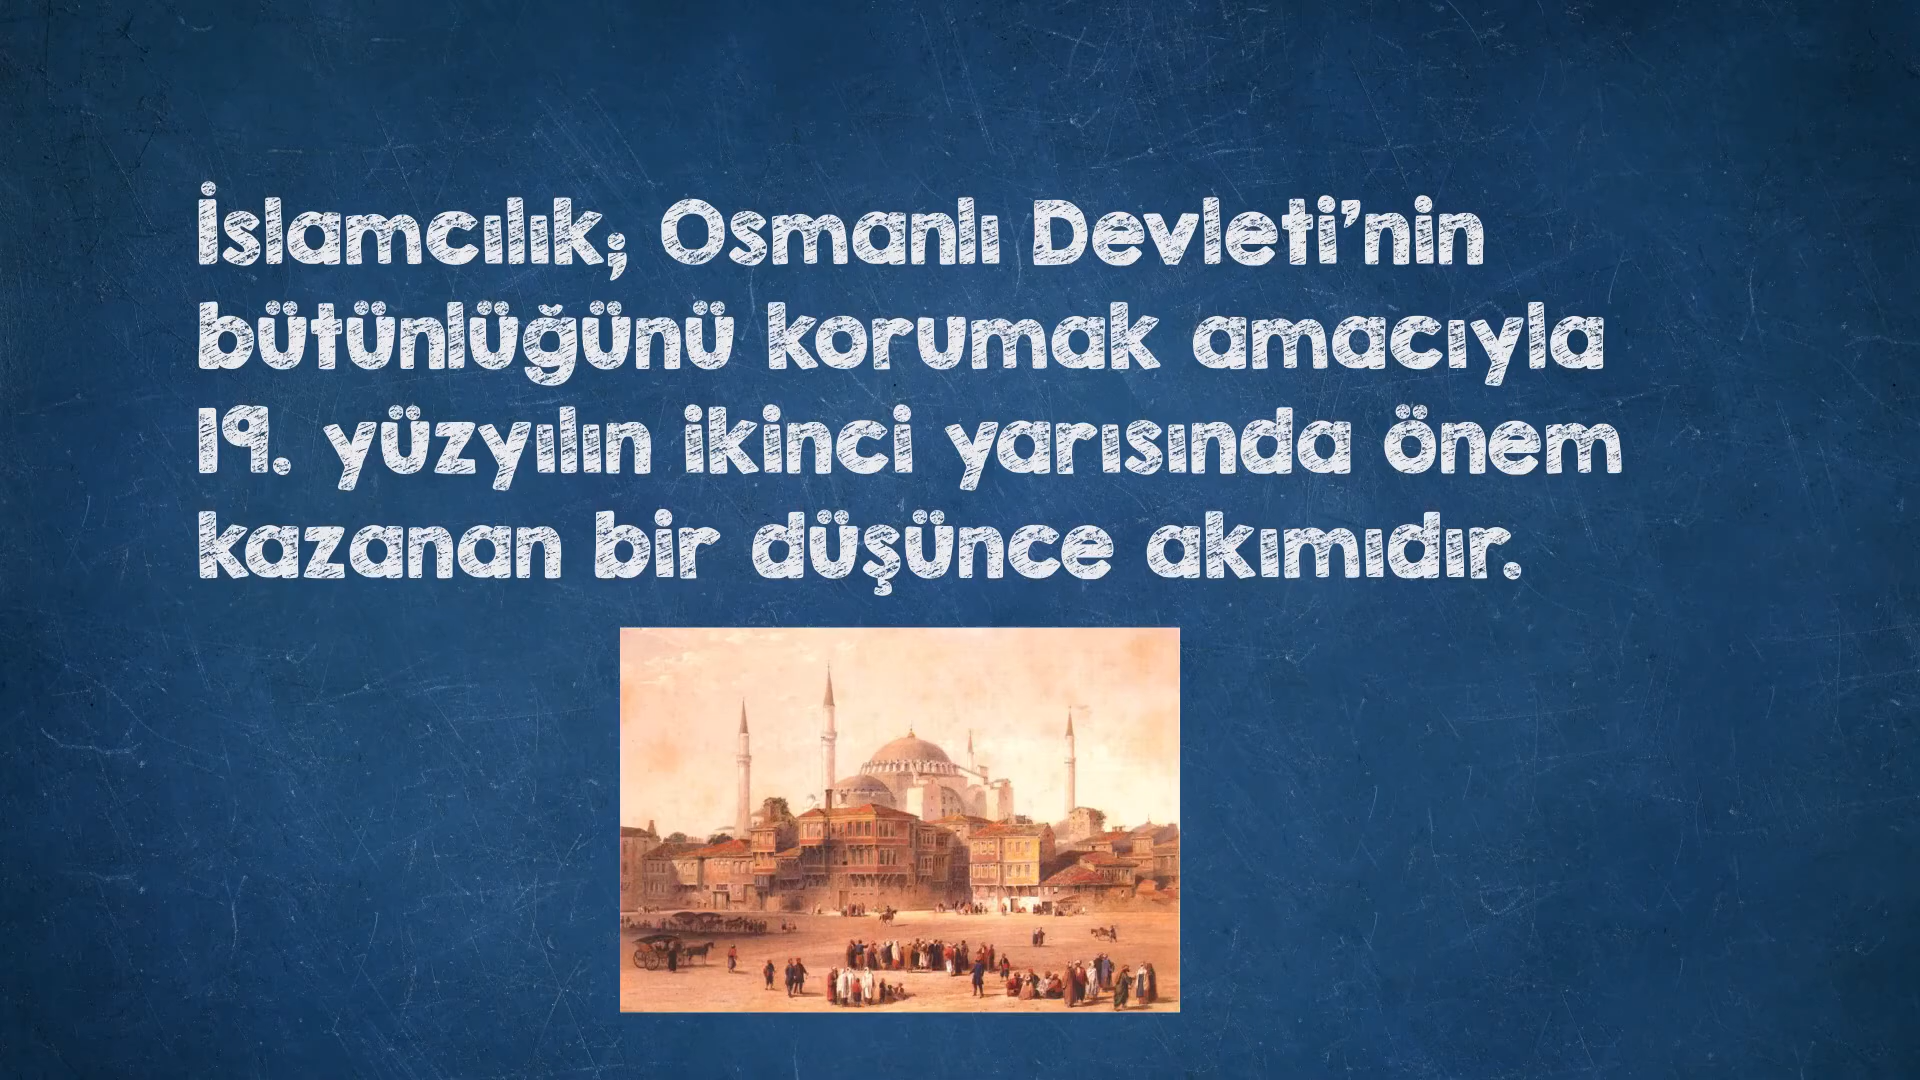 İslamcılık; Osmanlı Devleti’nin
bütünlüğünü korumak amacıyla
19. yüzyılın ikinci yarısında önem
kazanan bir düşünce akımıdır.